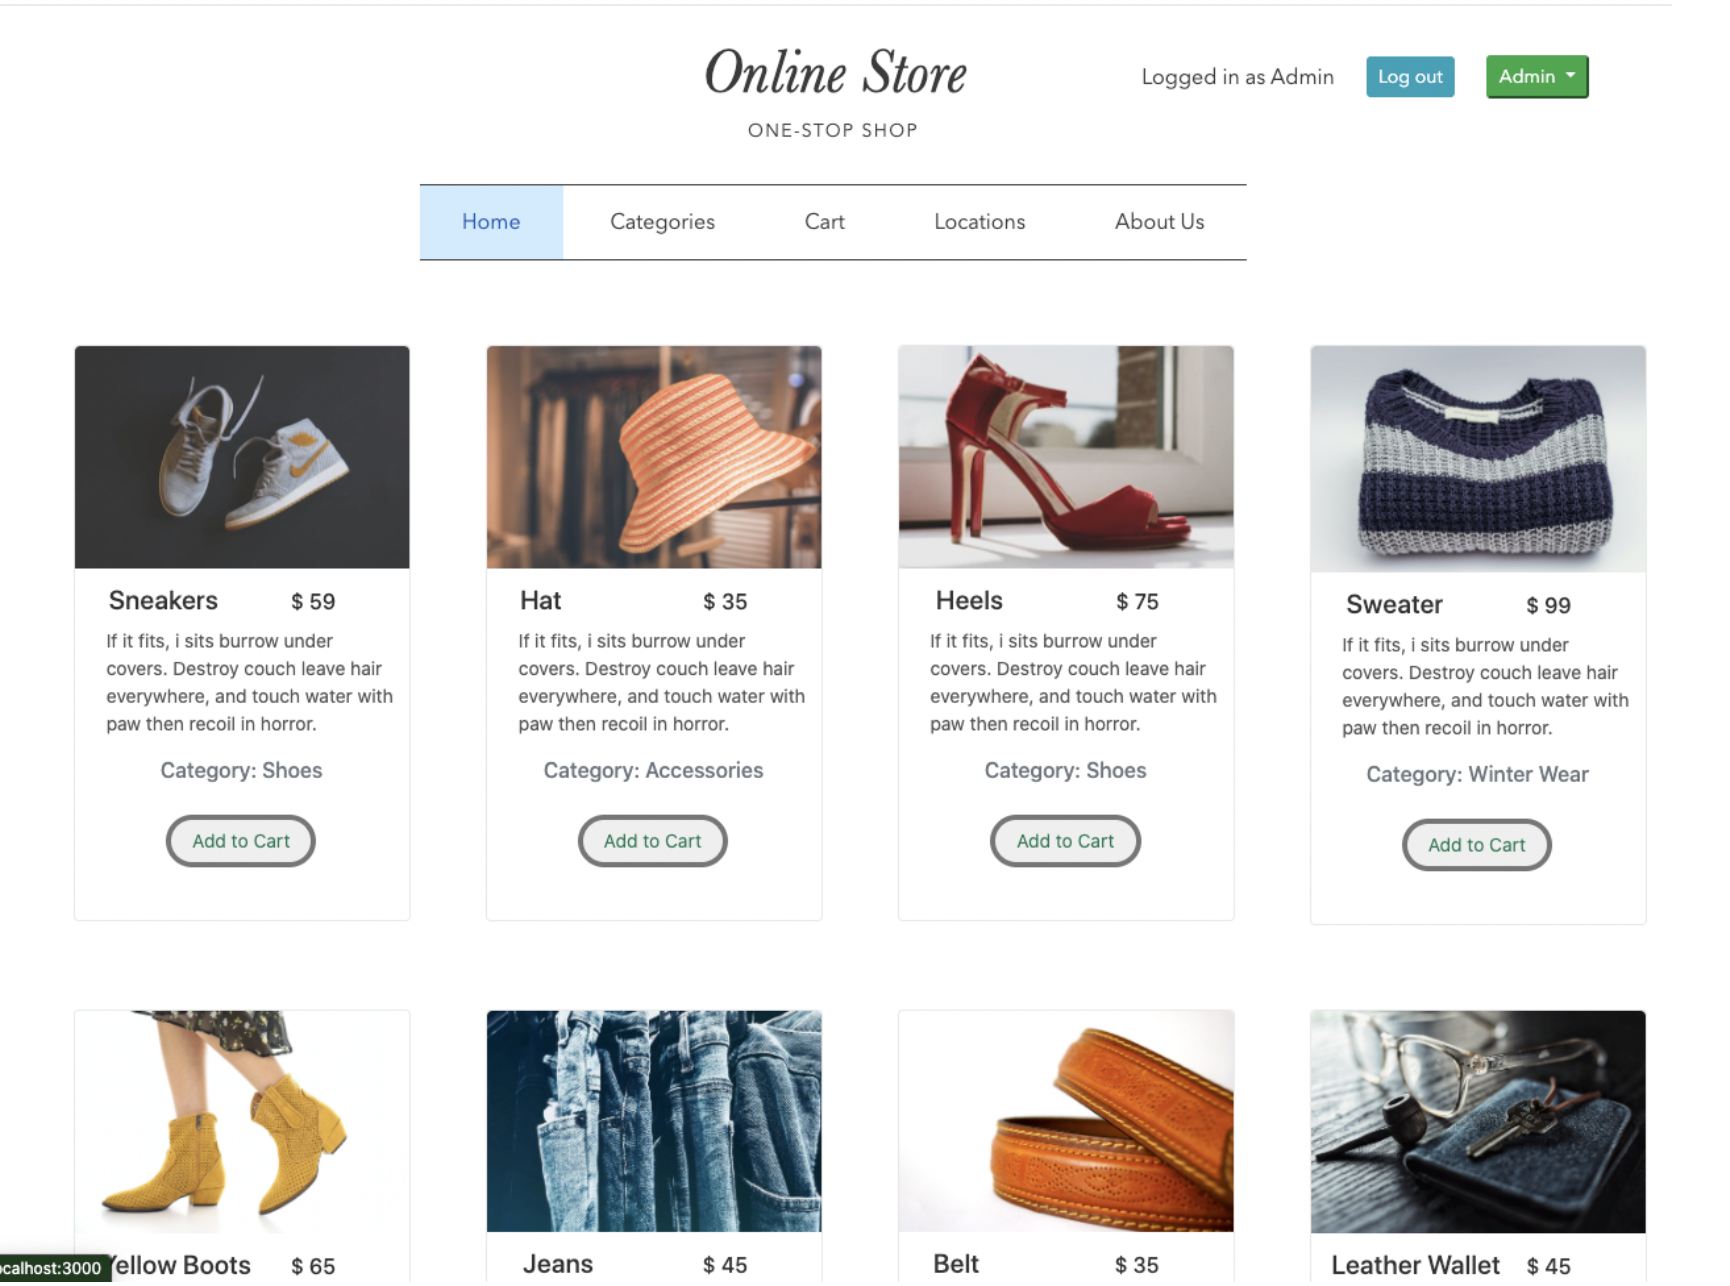 Online Store
ONE-STOP SHOP
Logged in as Admin
Log out
Admin
Home
Categories
Cart
Locations
About Us
Sneakers
$ 59
If it fits, i sits burrow under
covers. Destroy couch leave hair
everywhere, and touch water with
paw then recoil in horror.
Category: Shoes
Add to Cart
Hat
$ 35
If it fits, i sits burrow under
covers. Destroy couch leave hair
everywhere, and touch water with
paw then recoil in horror.
Category: Accessories
Add to Cart
Heels
$ 75
If it fits, i sits burrow under
covers. Destroy couch leave hair
everywhere, and touch water with
paw then recoil in horror.
Category: Shoes
Add to Cart
Sweater
$ 99
If it fits, i sits burrow under
covers. Destroy couch leave hair
everywhere, and touch water with
paw then recoil in horror.
Category: Winter Wear
Add to Cart
Yellow Boots
$ 65
Jeans
$ 45
Belt
$ 35
Leather Wallet
$ 45
ocalhost:3000